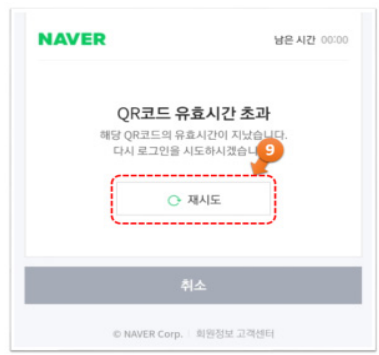 NAVER
남은 시간 00:00
QR코드 유효시간 초과
해당 QR코드의 유효시간이 지났습니다.
다시 로그인을 시도하시겠습니
9
재시도
취소
© NAVER Corp. | 회원정보 고객센터